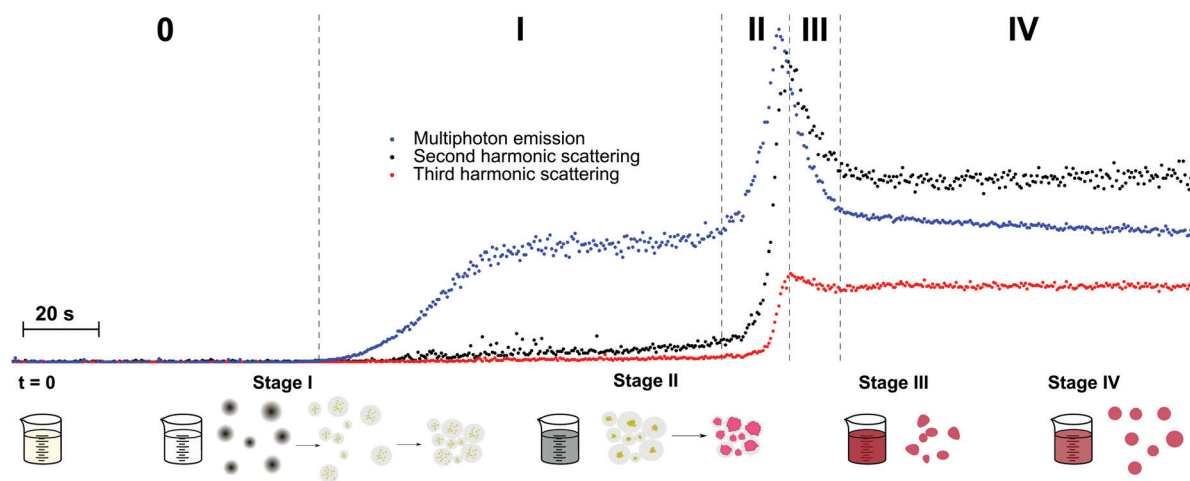 0
I
II
III
IV
Multiphoton emission
Second harmonic scattering
Third harmonic scattering
20 s
t = 0
Stage I
Stage II
Stage III
Stage IV